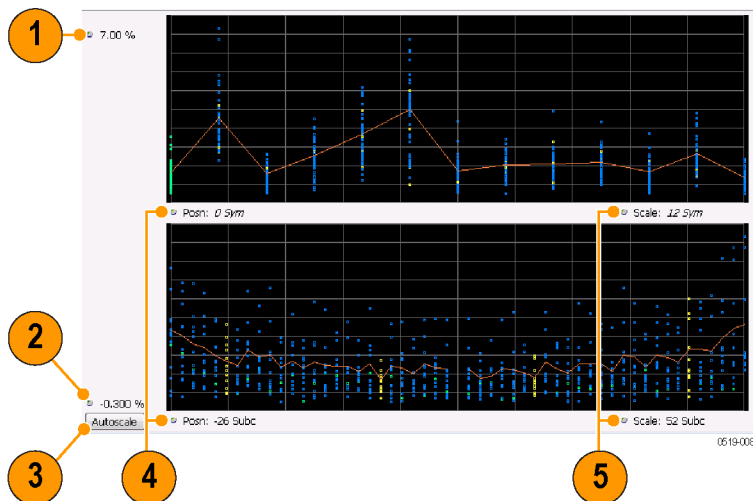 1
7.00 %
Posn: 0 Sym
Scale: 12 Sym
2
-0.300 %
Autoscale
Posn: -26 Subc
Scale: 52 Subc
0519-008
3
4
5